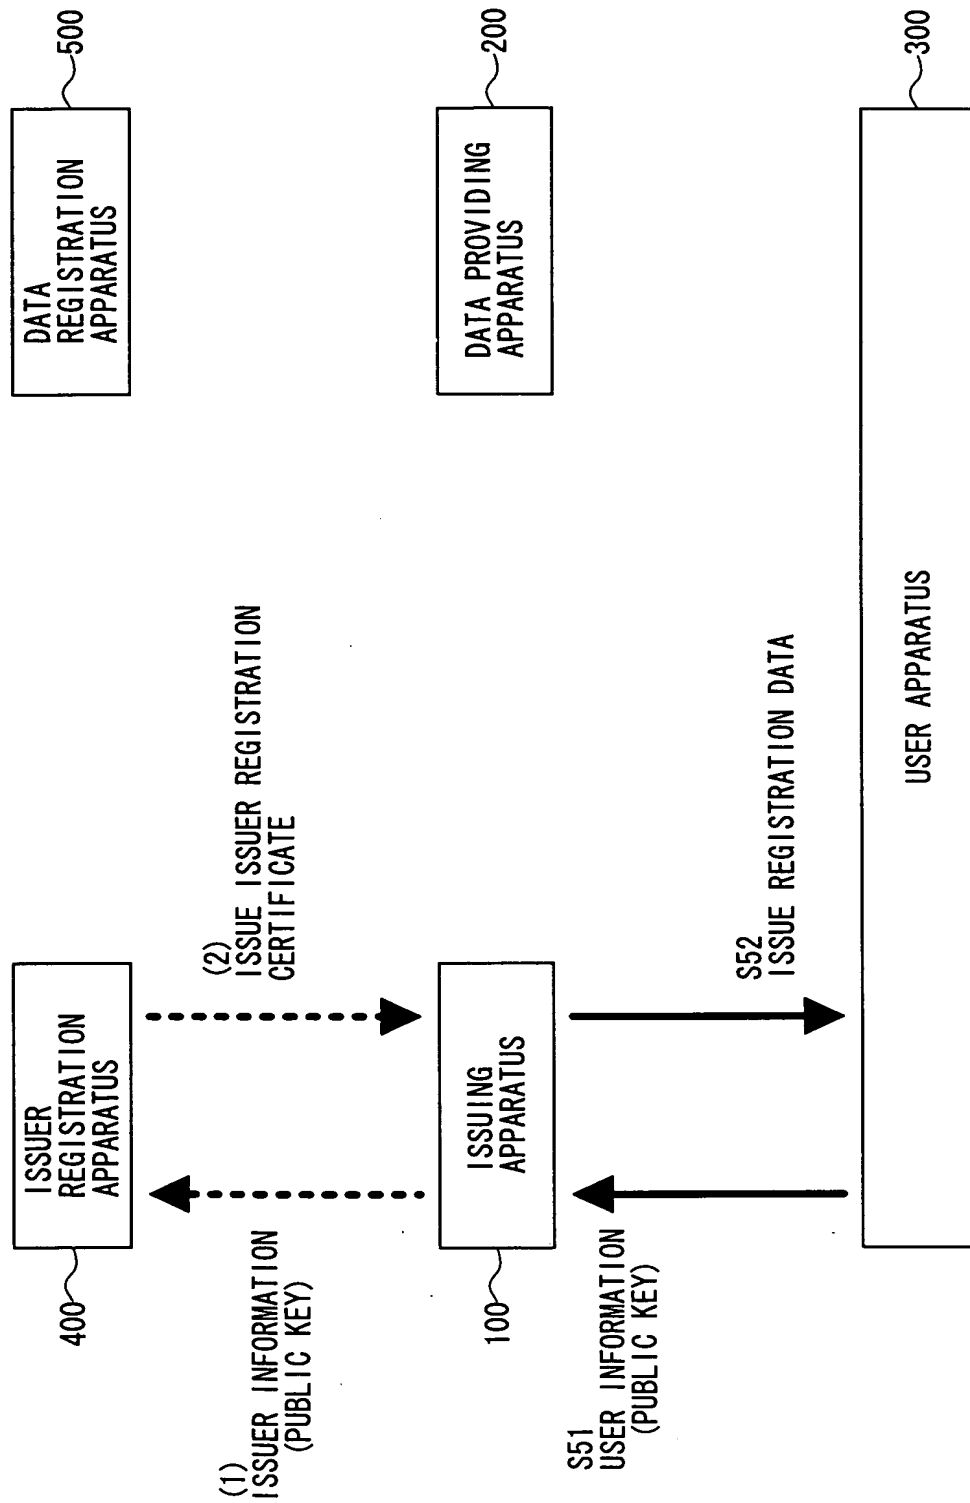 400
ISSUER
REGISTRATION
APPARATUS
DATA
REGISTRATION
APPARATUS
500
(1)
ISSUER INFORMATION
(PUBLIC KEY)
(2)
ISSUE ISSUER REGISTRATION
CERTIFICATE
100
ISSUING
APPARATUS
DATA PROVIDING
APPARATUS
200
S51
USER INFORMATION
(PUBLIC KEY)
S52
ISSUE REGISTRATION DATA
USER APPARATUS
300